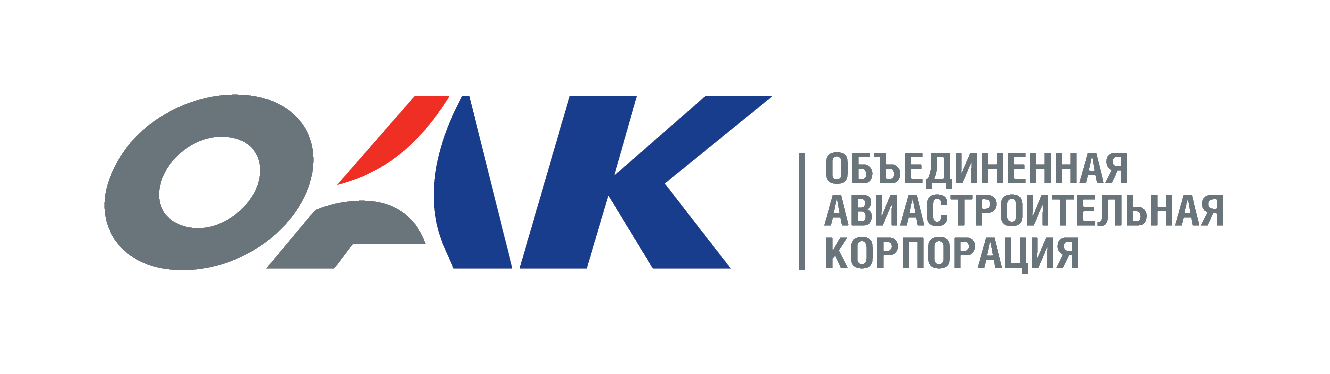 ОАК
ОБЪЕДИНЕННАЯ
АВИАСТРОИТЕЛЬНАЯ
КОРПОРАЦИЯ